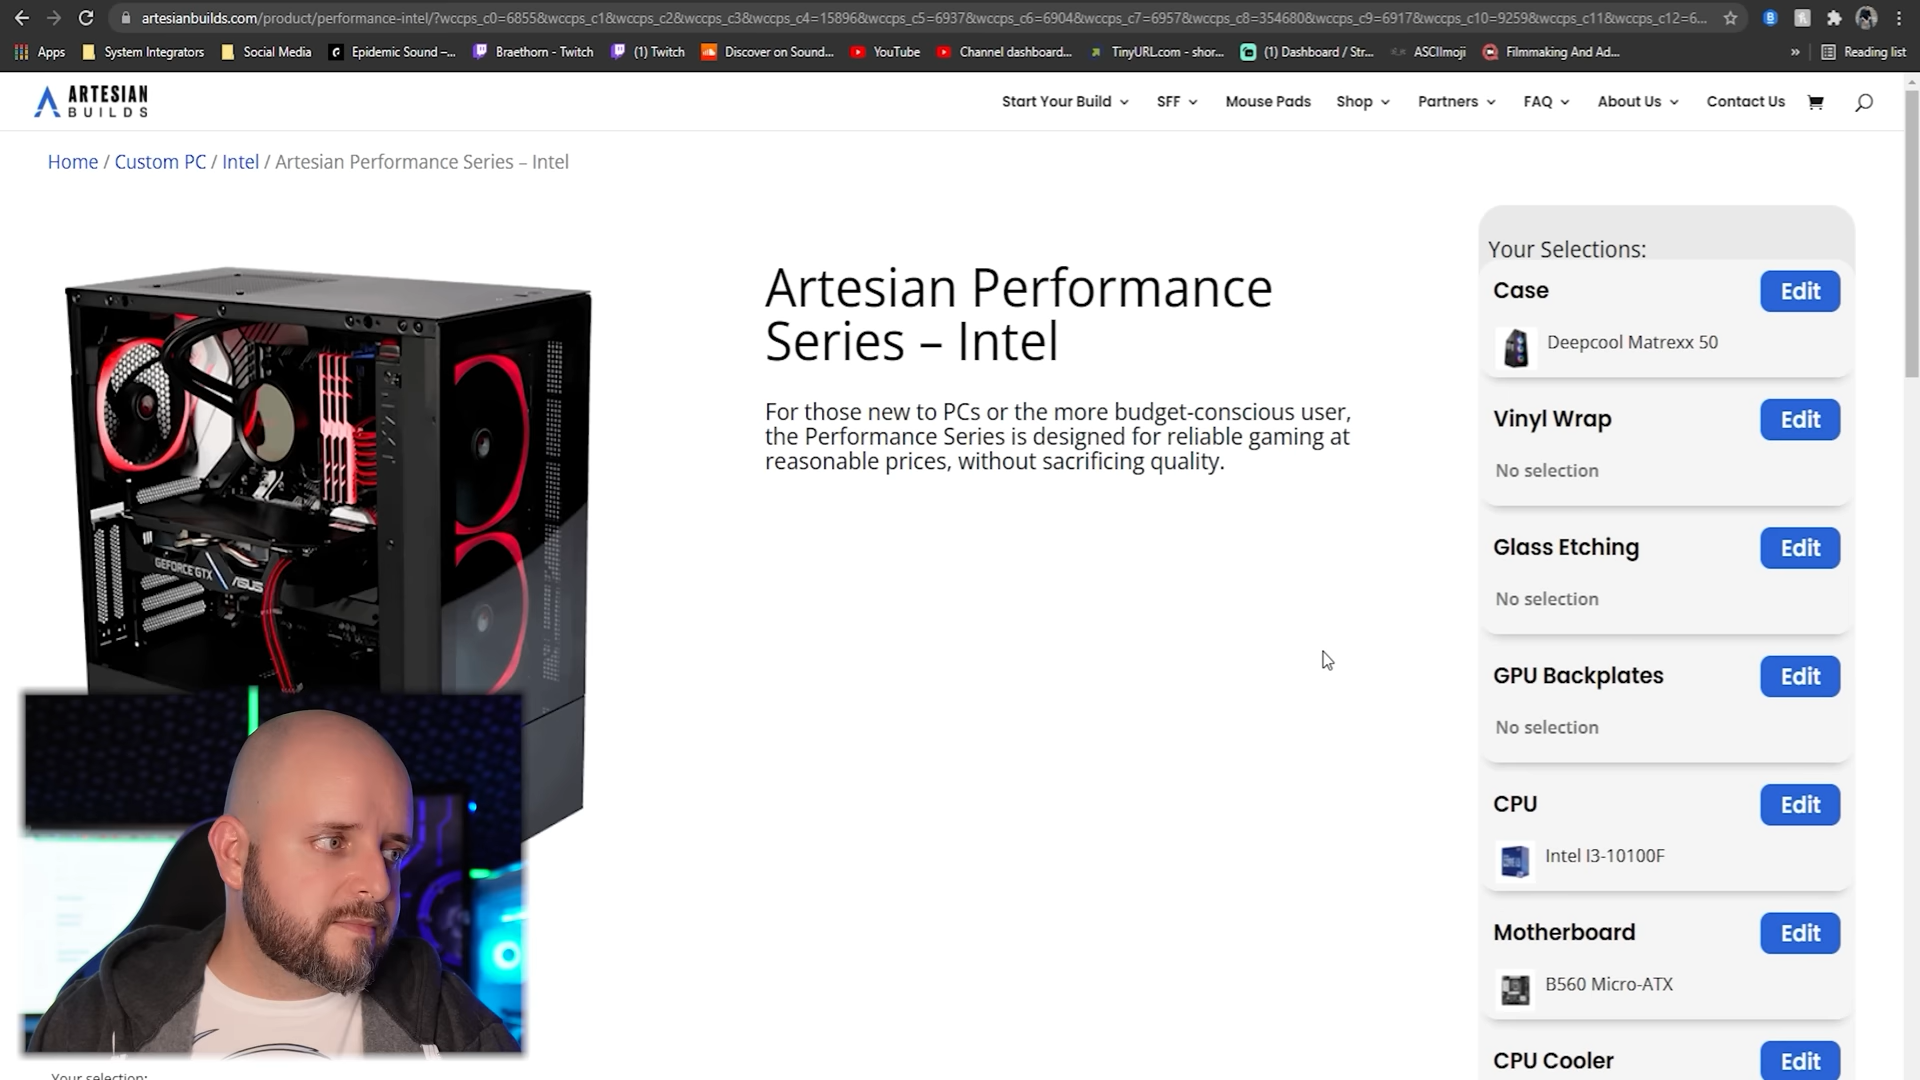 artesianbuilds.com/product/performance-intel/?wccps_c0=6855&wccps_c1&wccps_c2&wccps_c3&wccps_c4=15896&wccps_c5=6937&wccps_c6=6904&wccps_c7=6957&wccps_c8=354680&wccps_c9=6917&wccps_c10=9259&wccps_c11&wccps_c12=6...
Apps System Integrators Social Media Epidemic Sound –... Braethorn - Twitch (1) Twitch Discover on Sound... YouTube Channel dashboard... TinyURL.com - shor... (1) Dashboard / Str... ASCIImoji Filmmaking And Ad... » Reading list
ARTESIAN
BUILDS
Start Your Build SFF Mouse Pads Shop Partners FAQ About Us Contact Us
Home / Custom PC / Intel / Artesian Performance Series – Intel
Artesian Performance
Series – Intel
For those new to PCs or the more budget-conscious user,
the Performance Series is designed for reliable gaming at
reasonable prices, without sacrificing quality.
GEFORCE GTX
ASUS
Your selection:
Your Selections:
Case Edit
Deepcool Matrexx 50
Vinyl Wrap Edit
No selection
Glass Etching Edit
No selection
GPU Backplates Edit
No selection
CPU Edit
Intel I3-10100F
Motherboard Edit
B560 Micro-ATX
CPU Cooler Edit